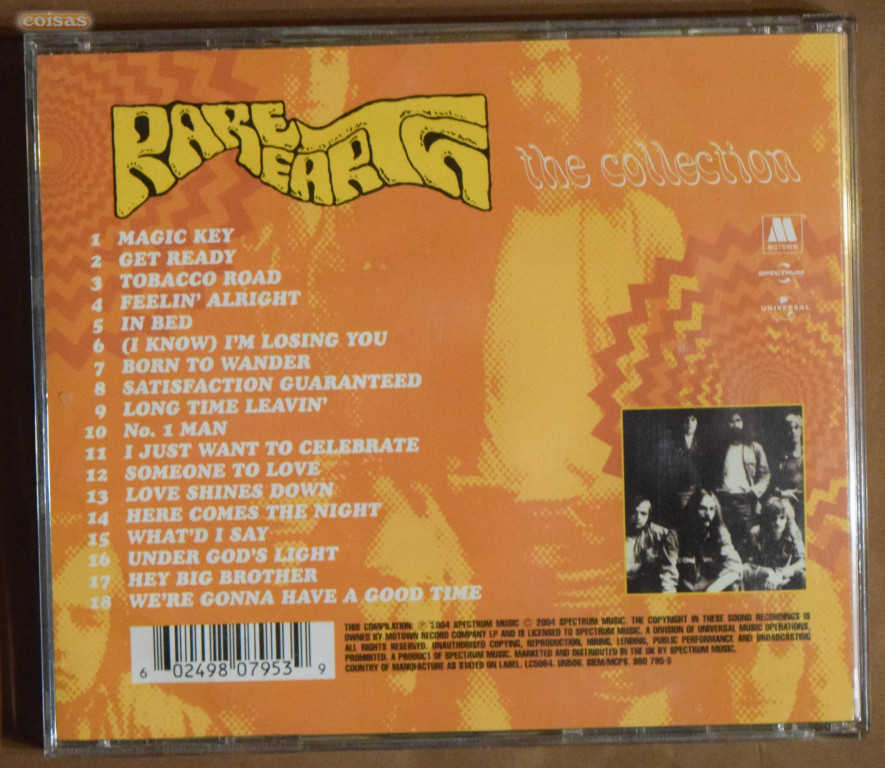 coisas
RARE EARTH
the collection
1 MAGIC KEY
2 GET READY
3 TOBACCO ROAD
4 FEELIN' ALRIGHT
5 IN BED
6 (I KNOW) I'M LOSING YOU
7 BORN TO WANDER
8 SATISFACTION GUARANTEED
9 LONG TIME LEAVIN'
10 No. 1 MAN
11 I JUST WANT TO CELEBRATE
12 SOMEONE TO LOVE
13 LOVE SHINES DOWN
14 HERE COMES THE NIGHT
15 WHAT'D I SAY
16 UNDER GOD'S LIGHT
17 HEY BIG BROTHER
18 WE'RE GONNA HAVE A GOOD TIME
M
MOTOWN
SPECTRUM
UNIVERSAL
6 02498 07953 9
THIS COMPILATION: ℗ 2004 SPECTRUM MUSIC © 2004 SPECTRUM MUSIC. THE COPYRIGHT IN THESE SOUND RECORDINGS IS
OWNED BY MOTOWN RECORD COMPANY LP AND IS LICENSED TO SPECTRUM MUSIC, A DIVISION OF UNIVERSAL MUSIC OPERATIONS.
ALL RIGHTS RESERVED. UNAUTHORISED COPYING, REPRODUCTION, HIRING, LENDING, PUBLIC PERFORMANCE AND BROADCASTING
PROHIBITED. A PRODUCT OF SPECTRUM MUSIC. MARKETED AND DISTRIBUTED IN THE UK BY SPECTRUM MUSIC.
COUNTRY OF MANUFACTURE AS STATED ON LABEL. LC5064. BIEM/MCPS.